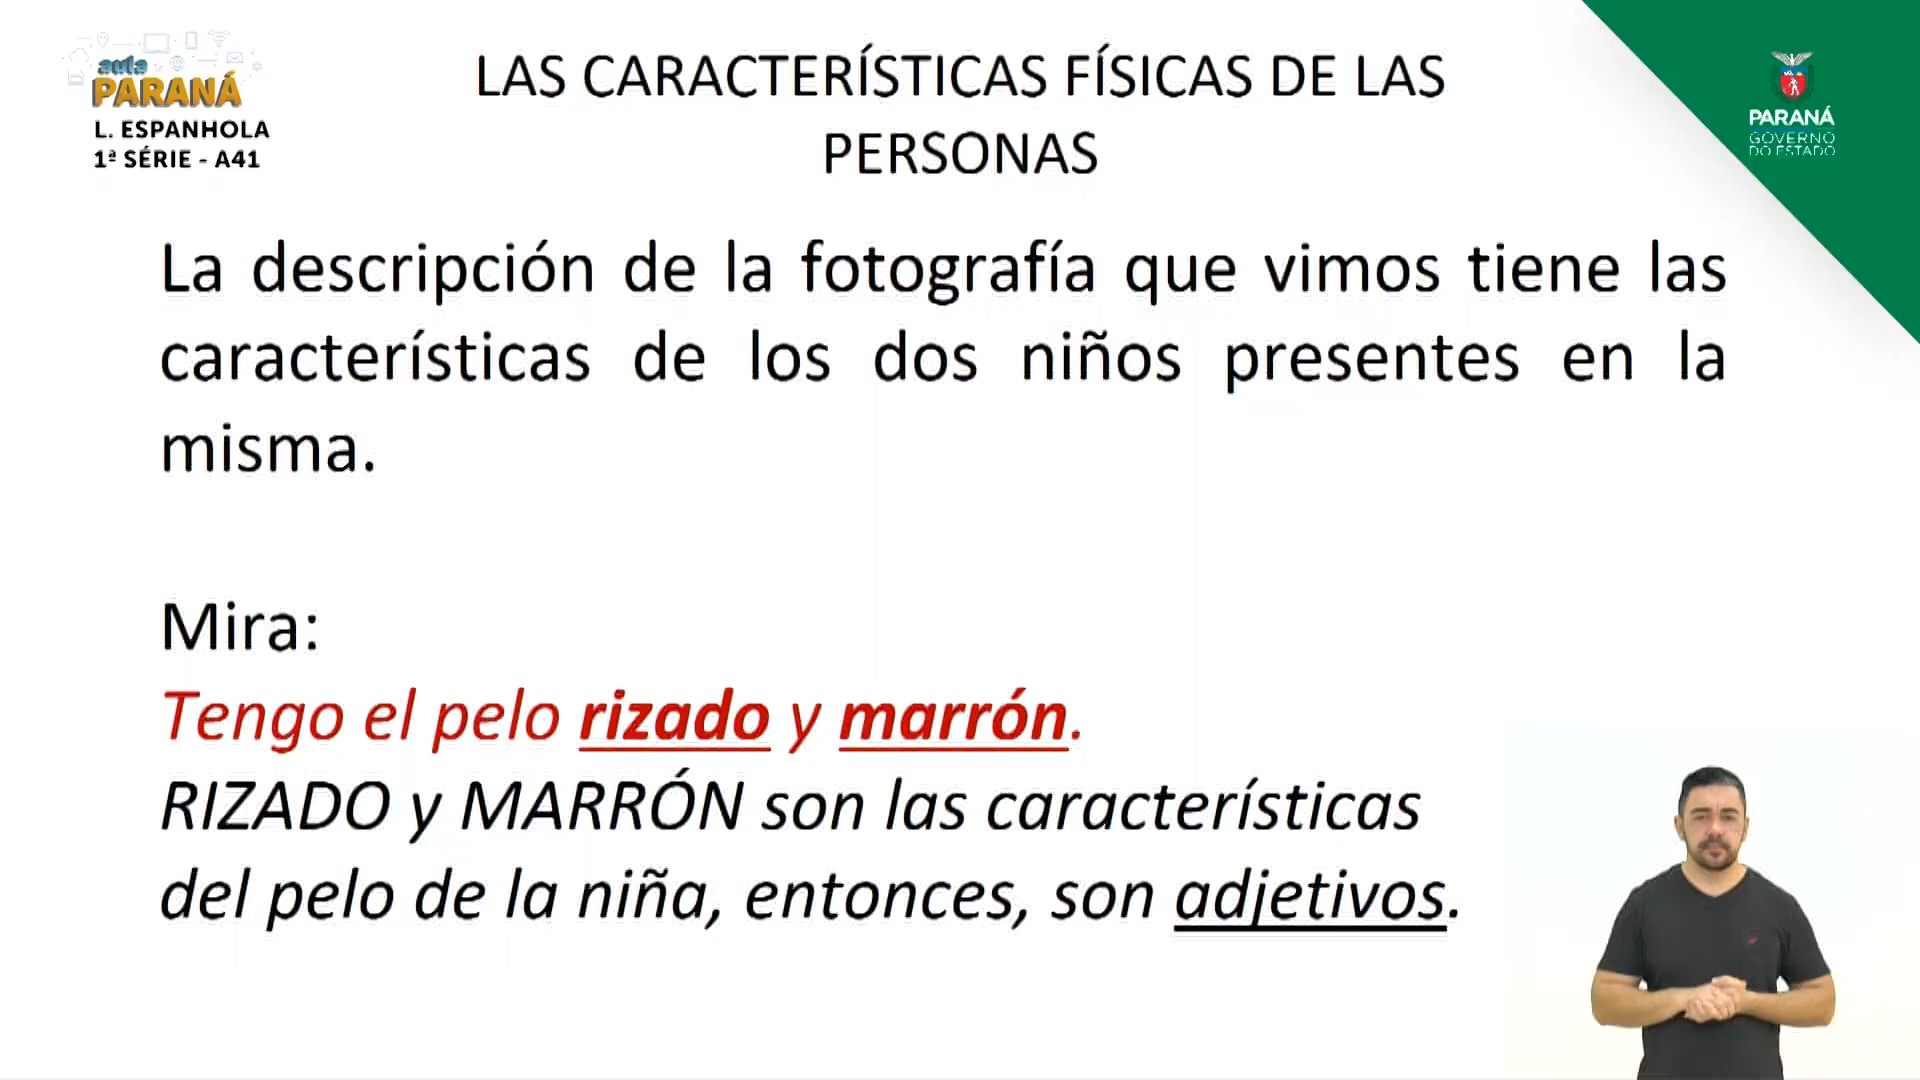 aula
PARANÁ
L. ESPANHOLA
1ª SÉRIE - A41
LAS CARACTERÍSTICAS FÍSICAS DE LAS
PERSONAS
PARANÁ
GOVERNO
DO ESTADO
La descripción de la fotografía que vimos tiene las
características de los dos niños presentes en la
misma.
Mira:
Tengo el pelo rizado y marrón.
RIZADO y MARRÓN son las características
del pelo de la niña, entonces, son adjetivos.